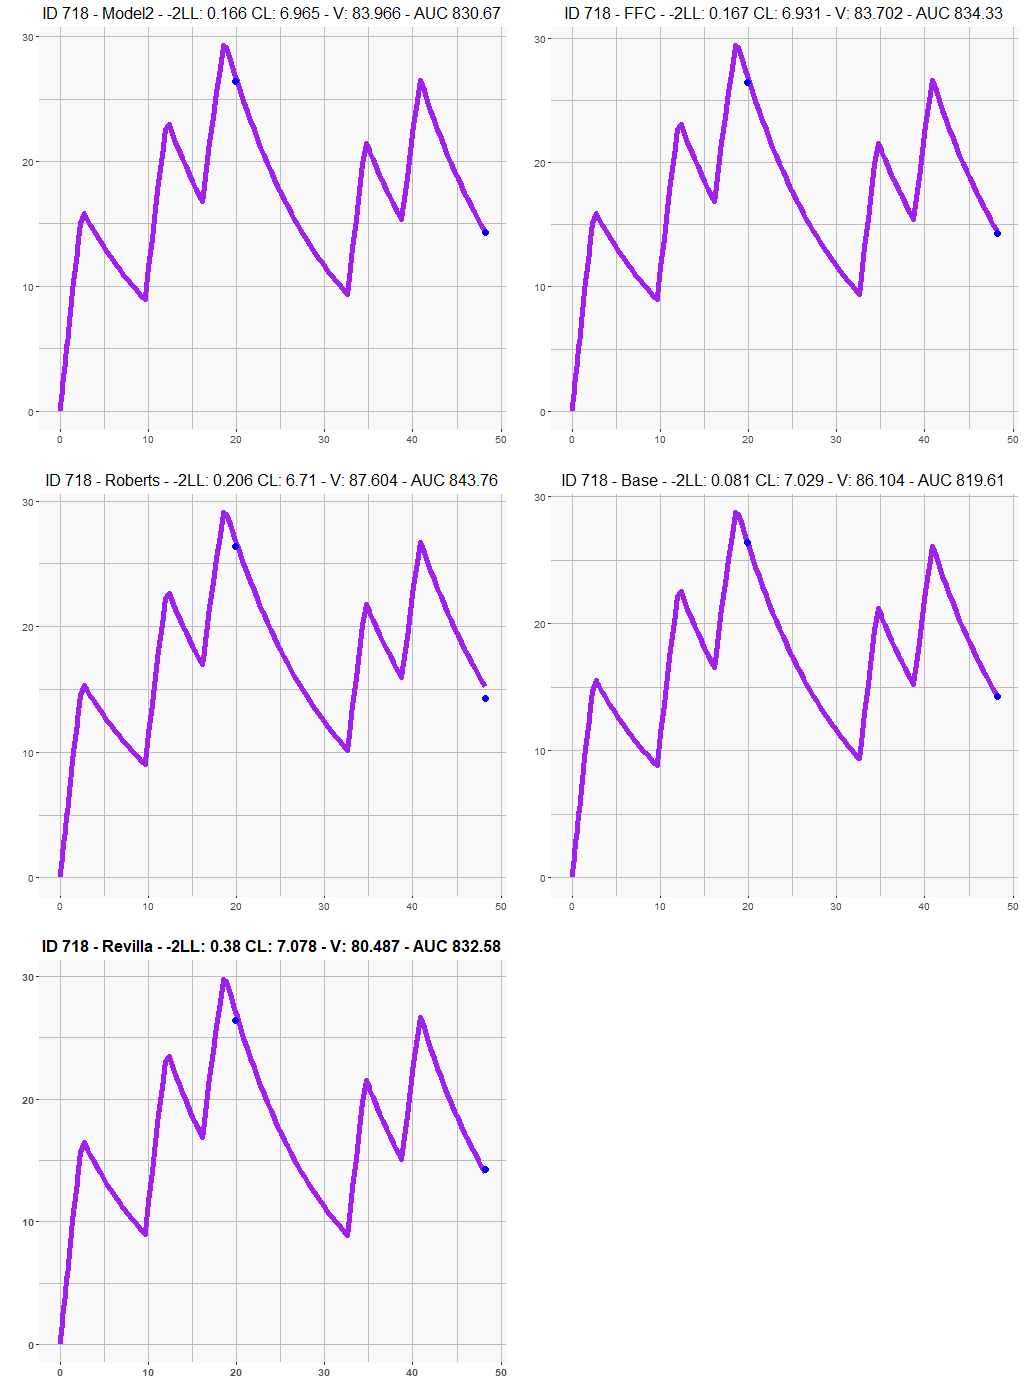 ID 718 - Model2 - -2LL: 0.166 CL: 6.965 - V: 83.966 - AUC 830.67
30
20
10
0
0 10 20 30 40 50
ID 718 - FFC - -2LL: 0.167 CL: 6.931 - V: 83.702 - AUC 834.33
30
20
10
0
0 10 20 30 40 50
ID 718 - Roberts - -2LL: 0.206 CL: 6.71 - V: 87.604 - AUC 843.76
30
20
10
0
0 10 20 30 40 50
ID 718 - Base - -2LL: 0.081 CL: 7.029 - V: 86.104 - AUC 819.61
30
20
10
0
0 10 20 30 40 50
ID 718 - Revilla - -2LL: 0.38 CL: 7.078 - V: 80.487 - AUC 832.58
30
20
10
0
0 10 20 30 40 50